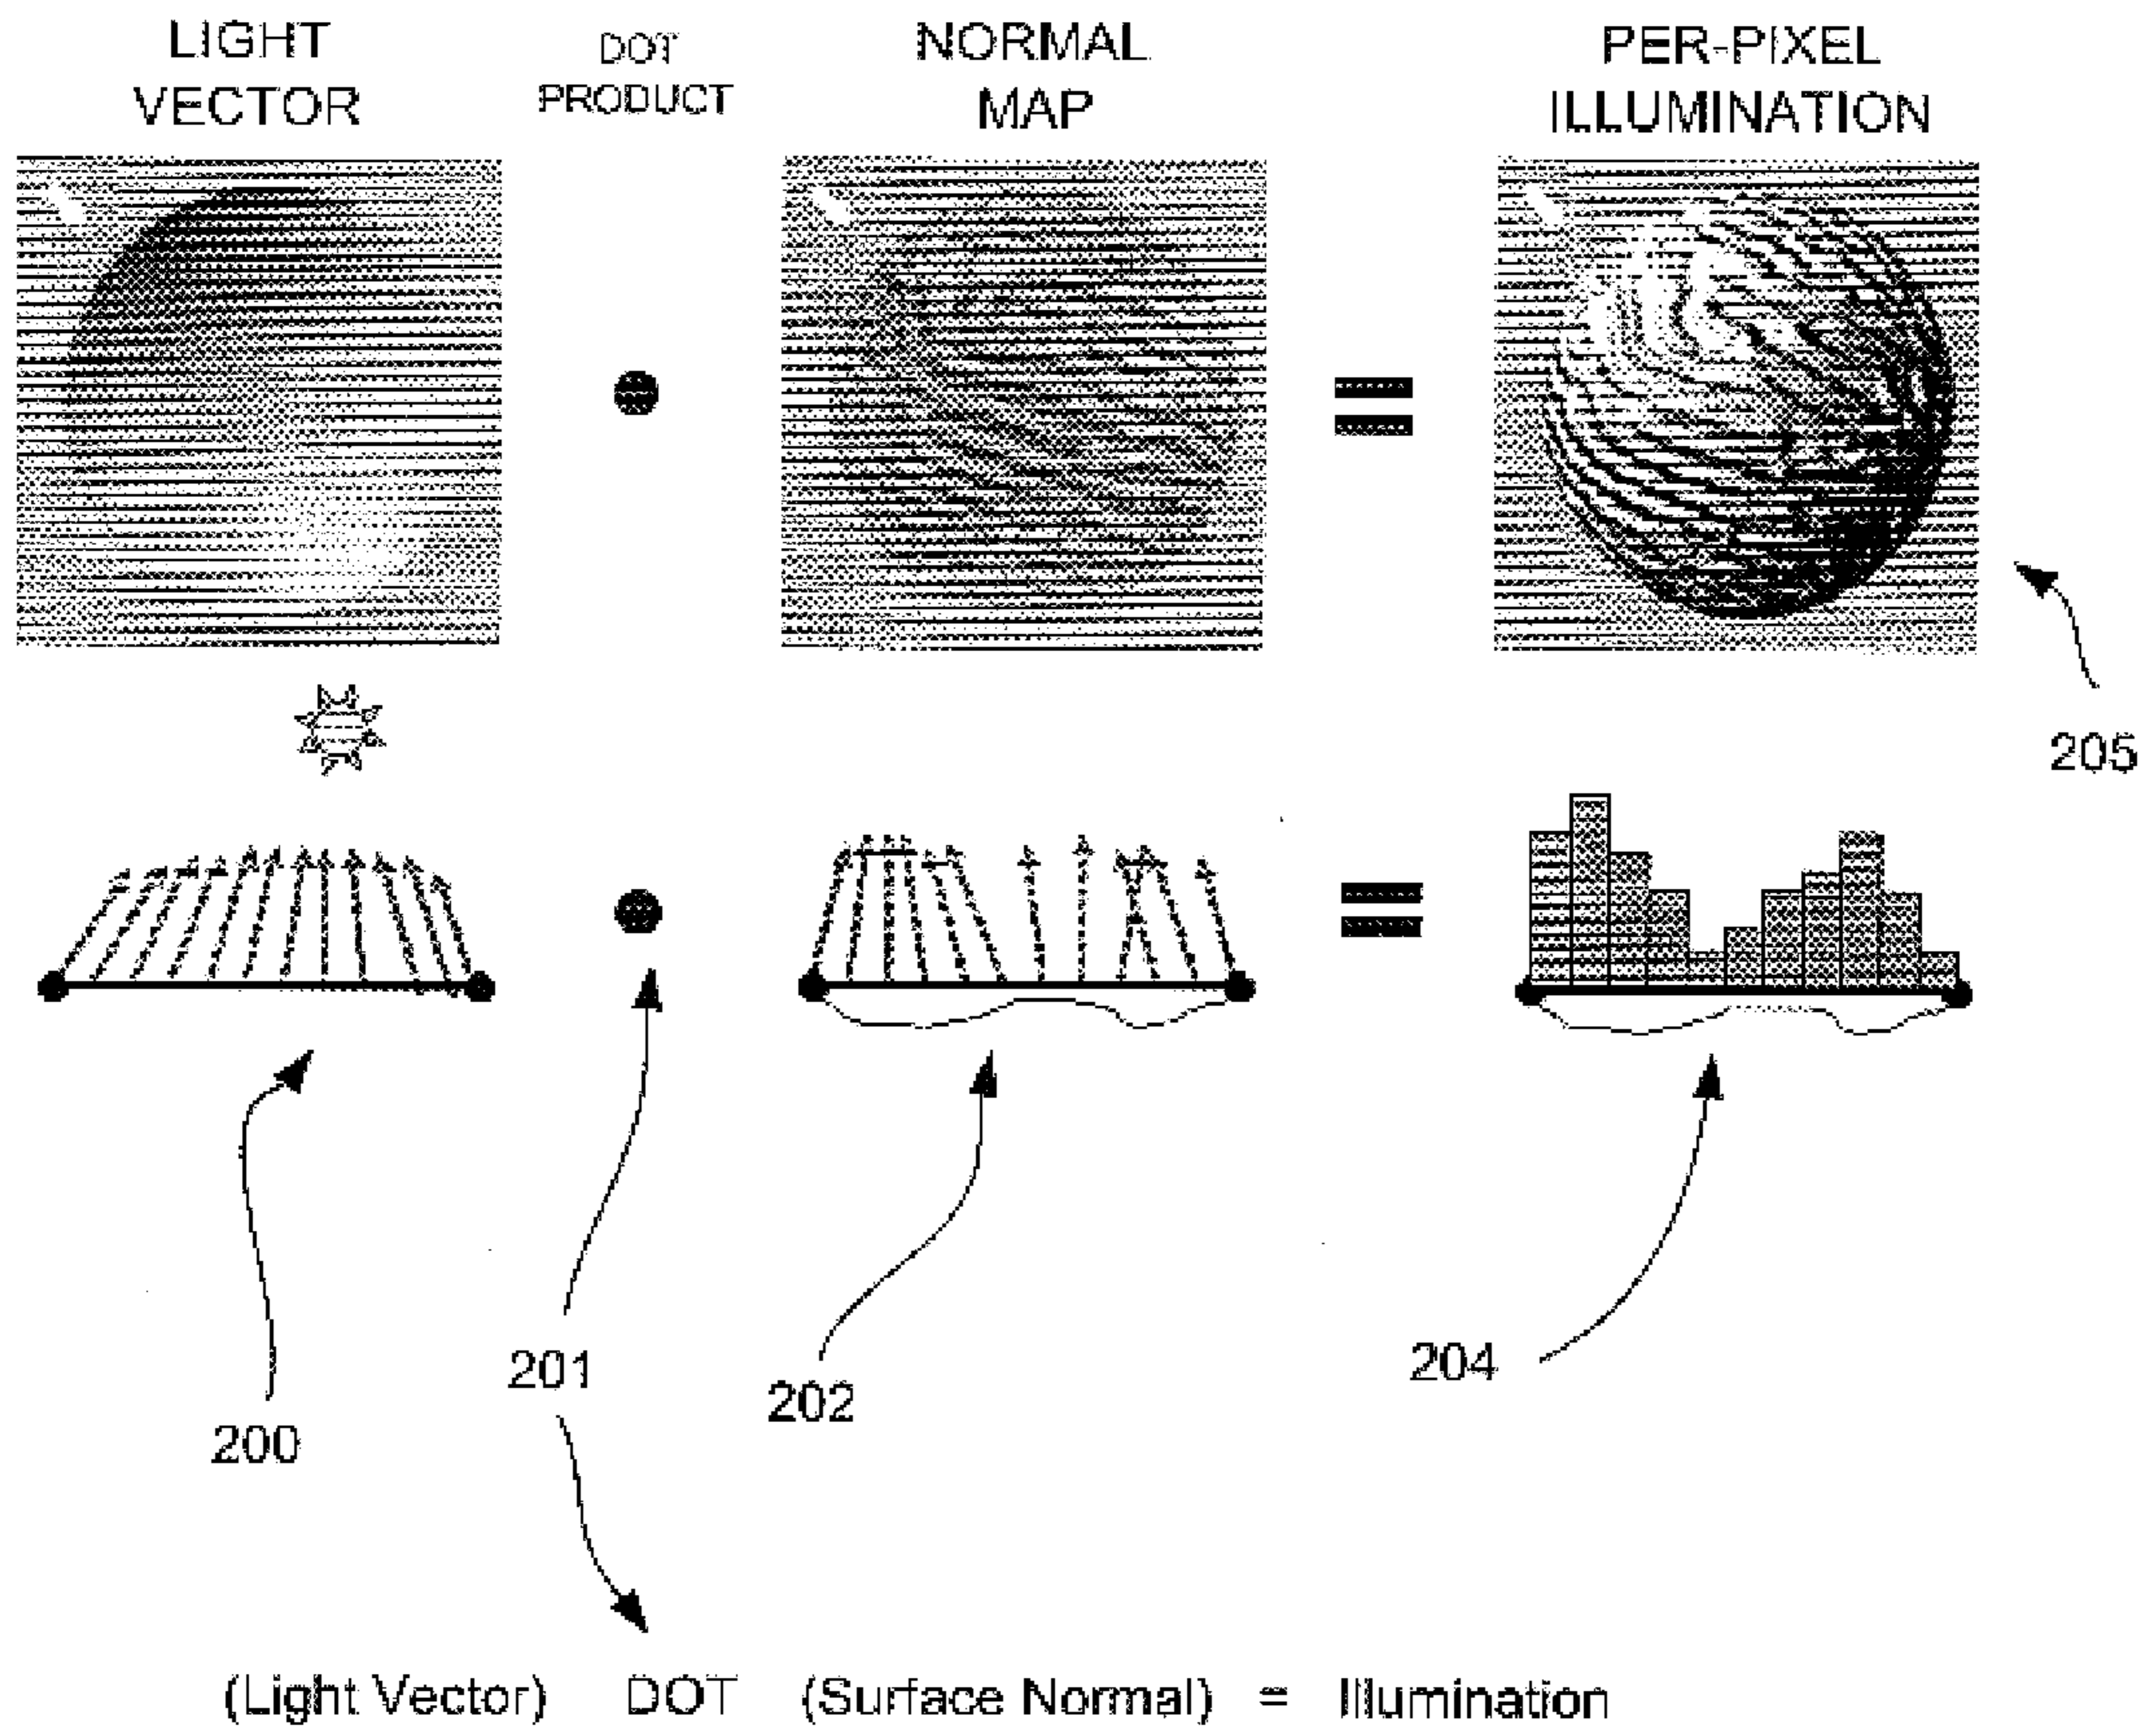 LIGHT
VECTOR
DOT
PRODUCT
NORMAL
MAP
PER-PIXEL
ILLUMINATION
205
200
201
202
204
(Light Vector) DOT (Surface Normal) = Illumination